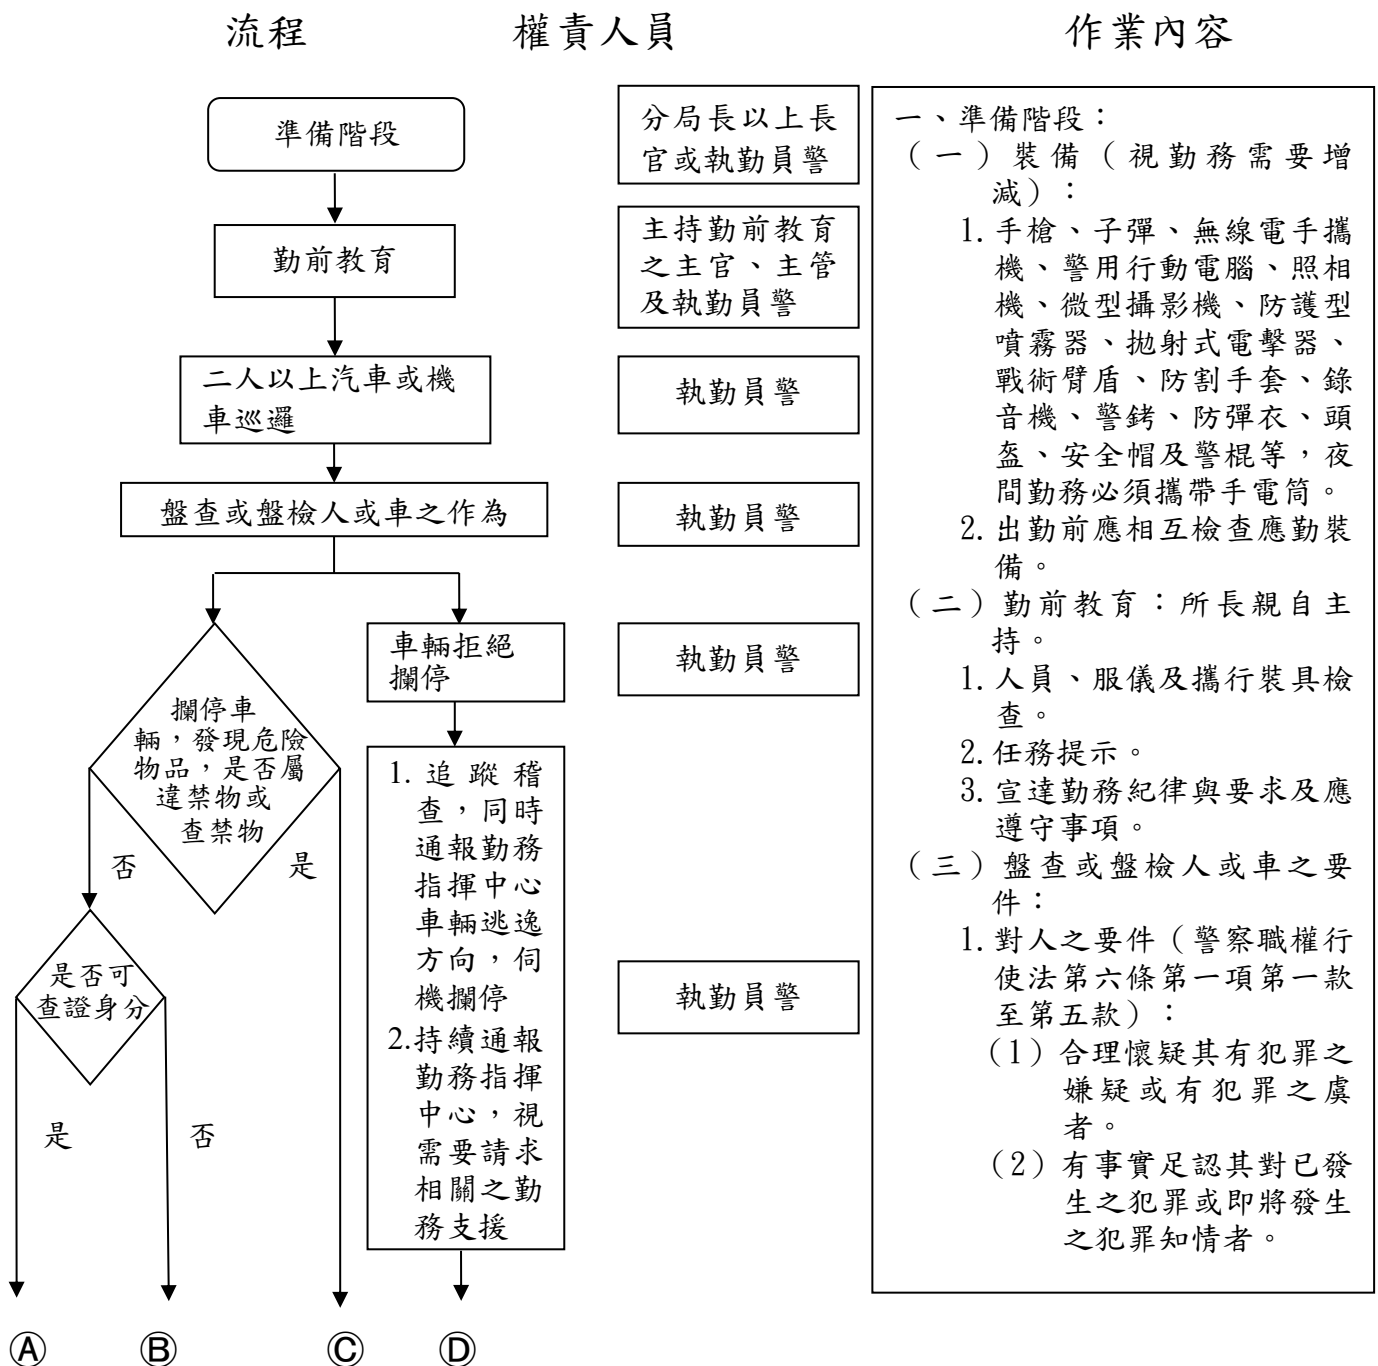 流程
權責人員
作業內容
準備階段
分局長以上長
官或執勤員警
勤前教育
主持勤前教育
之主官、主管
及執勤員警
二人以上汽車或機
車巡邏
執勤員警
盤查或盤檢人或車之作為
執勤員警
車輛拒絕
攔停
執勤員警
攔停車
輛，發現危險
物品，是否屬
違禁物或
查禁物
否
是
1. 追蹤稽
查，同時
通報勤務
指揮中心
車輛逃逸
方向，伺
機攔停
2.持續通報
勤務指揮
中心，視
需要請求
相關之勤
務支援
執勤員警
是否可
查證身分
是
否
Ⓐ
Ⓑ
Ⓒ
Ⓓ
一、準備階段：
（一）裝備（視勤務需要增
減）：
1. 手槍、子彈、無線電手攜
機、警用行動電腦、照相
機、微型攝影機、防護型
噴霧器、拋射式電擊器、
戰術臂盾、防割手套、錄
音機、警銬、防彈衣、頭
盔、安全帽及警棍等，夜
間勤務必須攜帶手電筒。
2. 出勤前應相互檢查應勤裝
備。
（二）勤前教育：所長親自主
持。
1. 人員、服儀及攜行裝具檢
查。
2. 任務提示。
3. 宣達勤務紀律與要求及應
遵守事項。
（三）盤查或盤檢人或車之要
件：
1. 對人之要件（警察職權行
使法第六條第一項第一款
至第五款）：
（1）合理懷疑其有犯罪之
嫌疑或有犯罪之虞
者。
（2）有事實足認其對已發
生之犯罪或即將發生
之犯罪知情者。